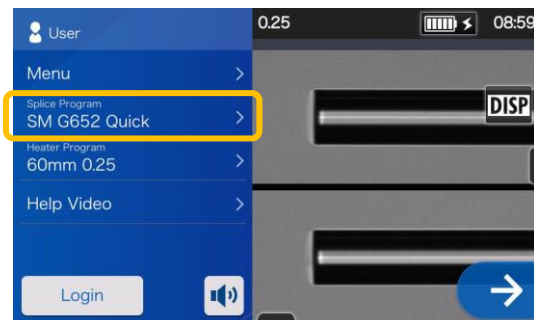 User
0.25
08:59
Menu
Splice Program
SM G652 Quick
DISP
Heater Program
60mm 0.25
Help Video
Login